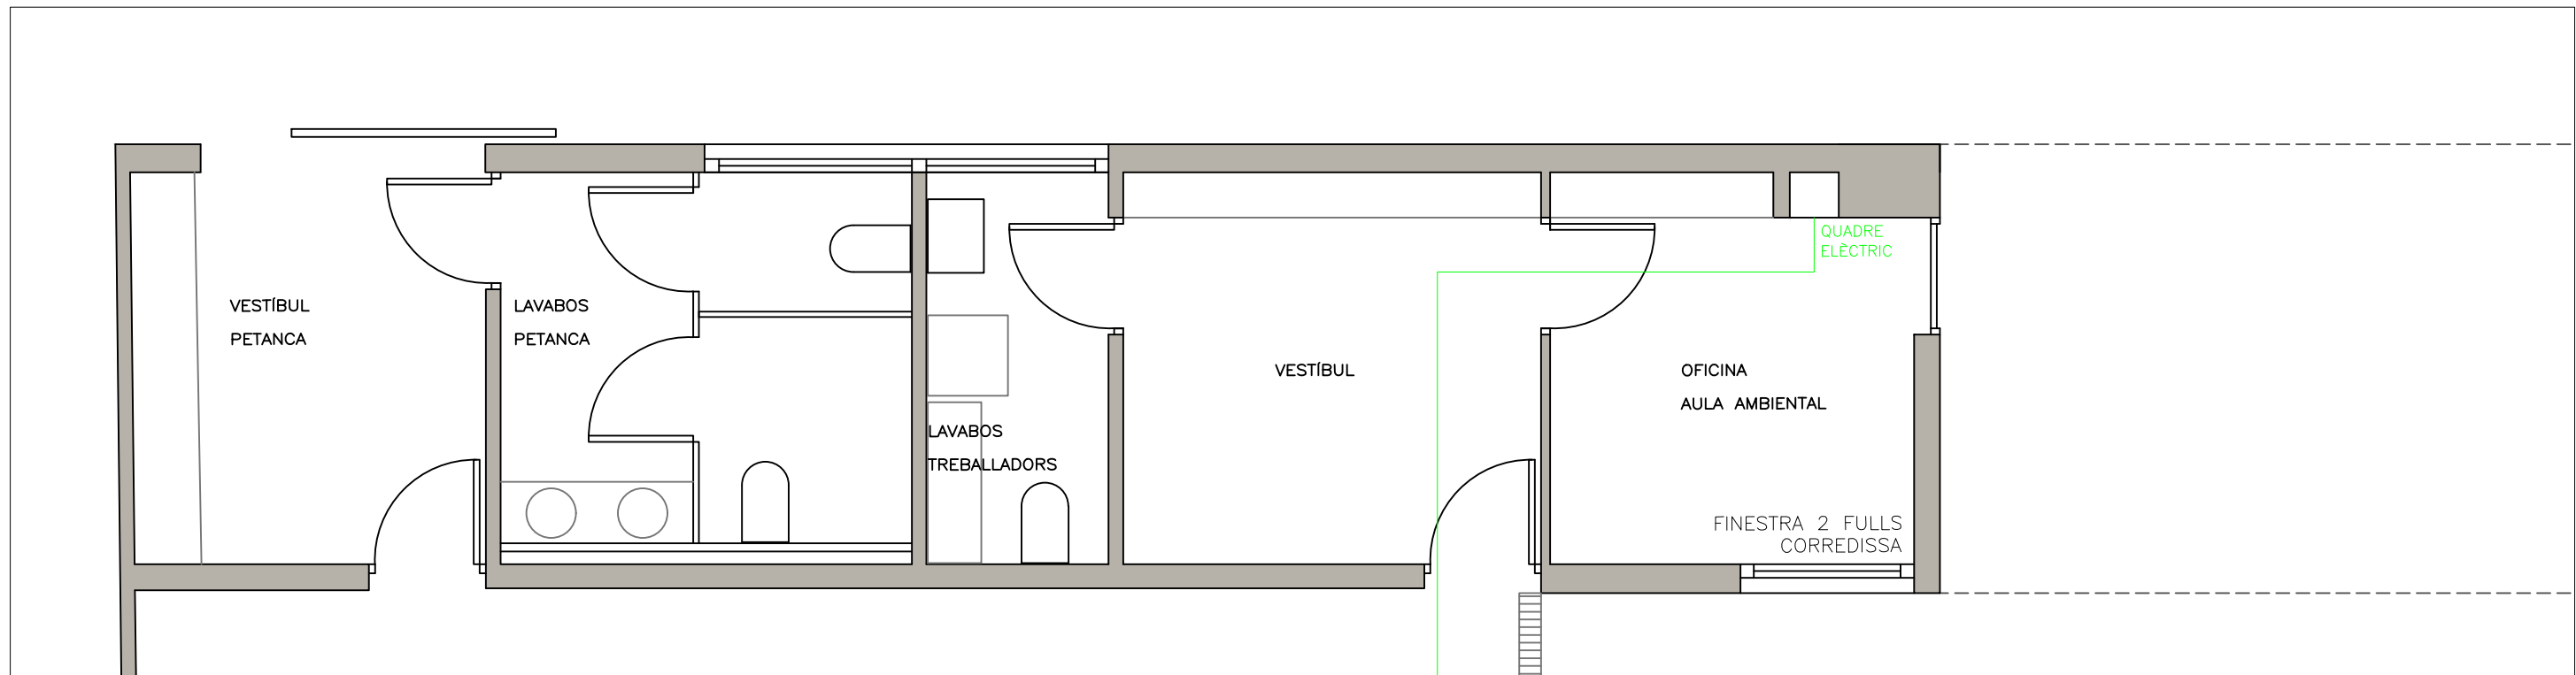 VESTÍBUL
PETANCA
LAVABOS
PETANCA
LAVABOS
TREBALLADORS
VESTÍBUL
QUADRE
ELÈCTRIC
OFICINA
AULA AMBIENTAL
FINESTRA 2 FULLS
CORREDISSA